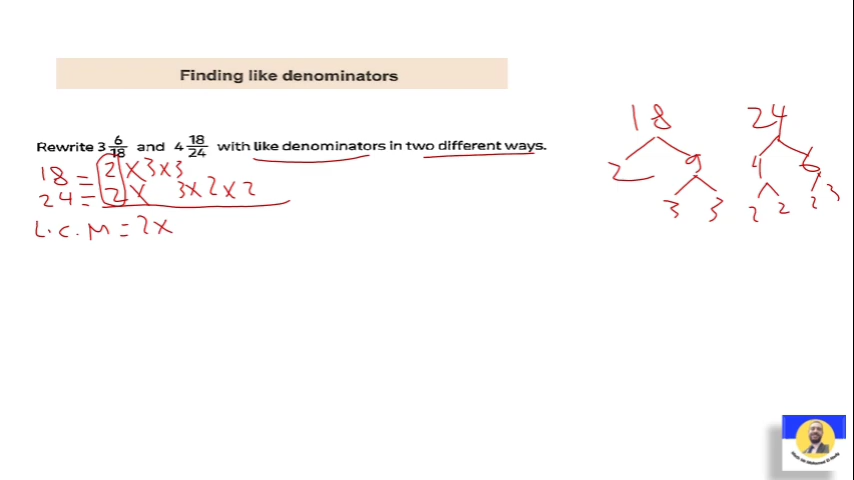 Finding like denominators
Rewrite 3 6/18 and 4 18/24 with like denominators in two different ways.
18 = 2 x 3 x 3
24 = 2 x 3 x 2 x 2
L.C.M = 2 x
18 24
2 9 4 6
3 3 2 2 2 3